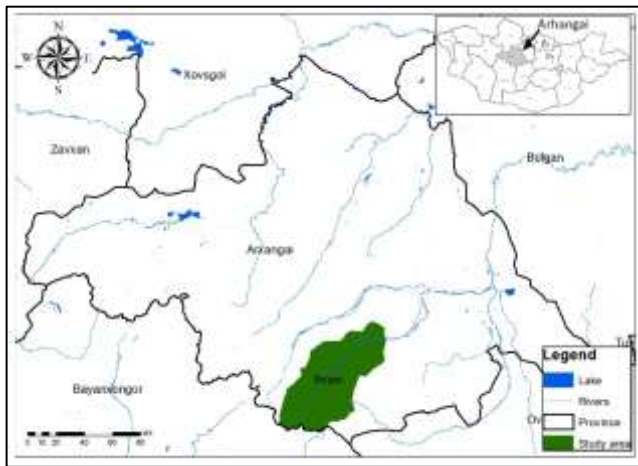 N
W E
S
Arhangai
Xovsgol
Zavxan
Bulgan
Arxangai
Bayanxongor
Legend
Lake
Rivers
Province
Study area